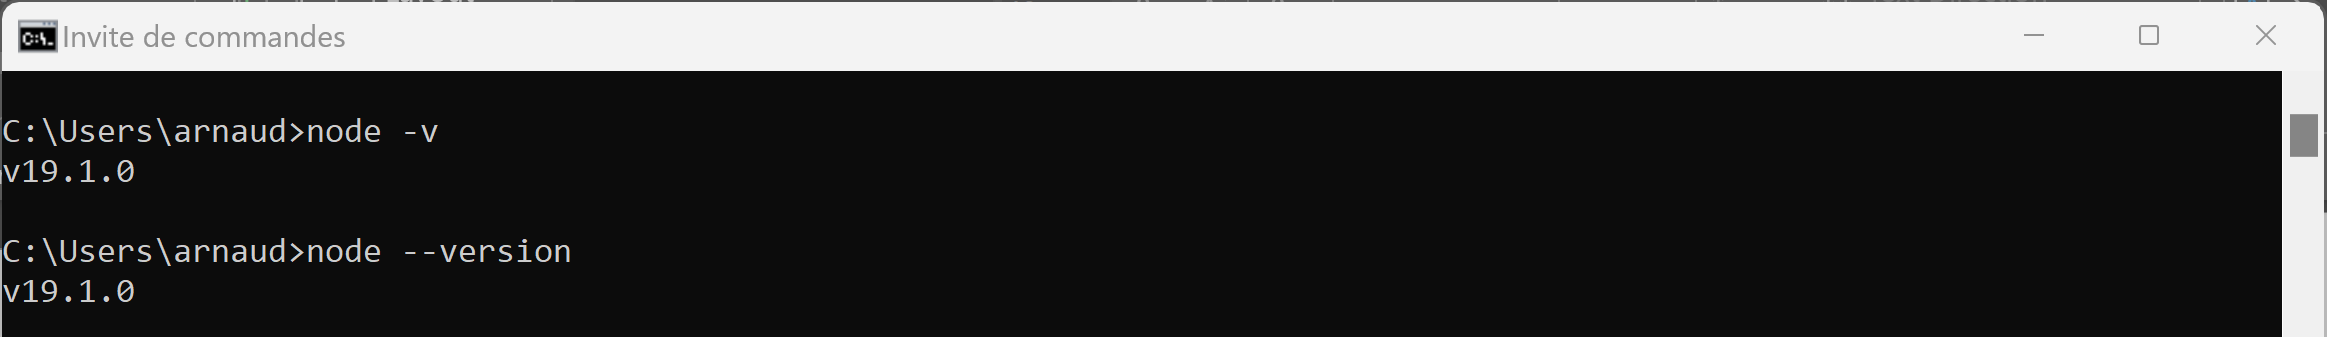 Invite de commandes
C:\Users\arnaud>node -v
v19.1.0
C:\Users\arnaud>node --version
v19.1.0